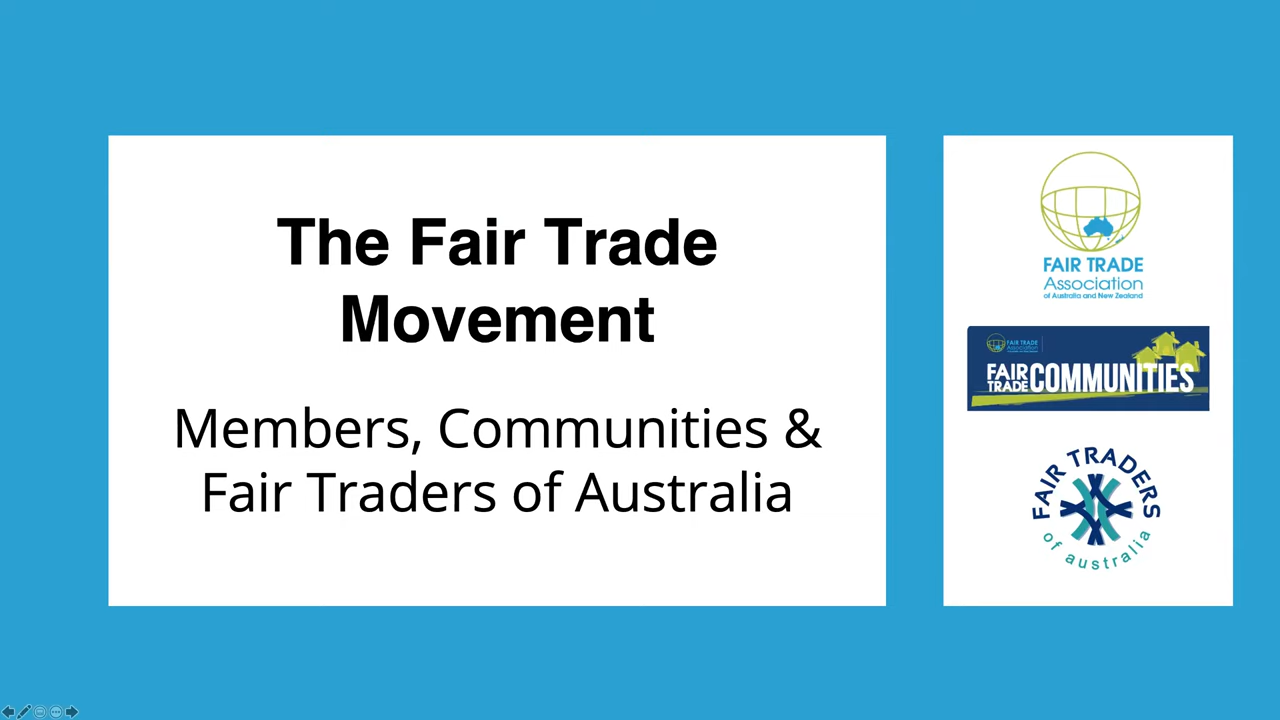 The Fair Trade
Movement
Members, Communities &
Fair Traders of Australia
FAIR TRADE
Association
of Australia and New Zealand
FAIR TRADE
Association
FAIR
TRADE
COMMUNITIES
FAIR TRADERS
of australia